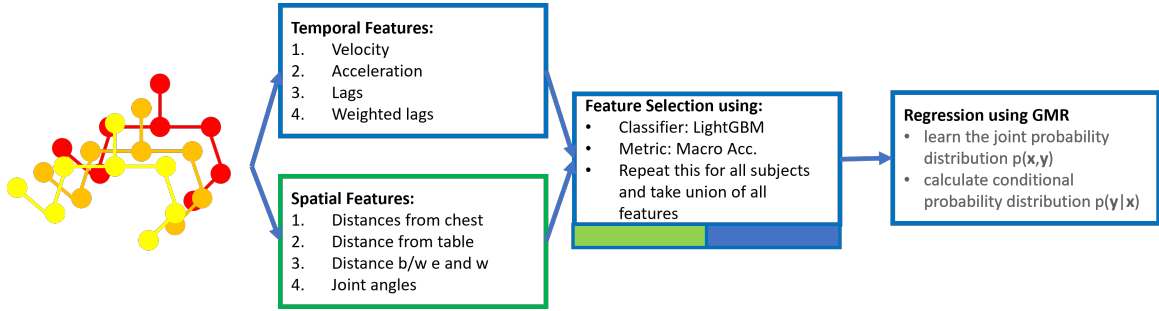 Temporal Features:
1. Velocity
2. Acceleration
3. Lags
4. Weighted lags
Spatial Features:
1. Distances from chest
2. Distance from table
3. Distance b/w e and w
4. Joint angles
Feature Selection using:
• Classifier: LightGBM
• Metric: Macro Acc.
• Repeat this for all subjects
and take union of all
features
Regression using GMR
• learn the joint probability
distribution p(x,y)
• calculate conditional
probability distribution p(y|x)